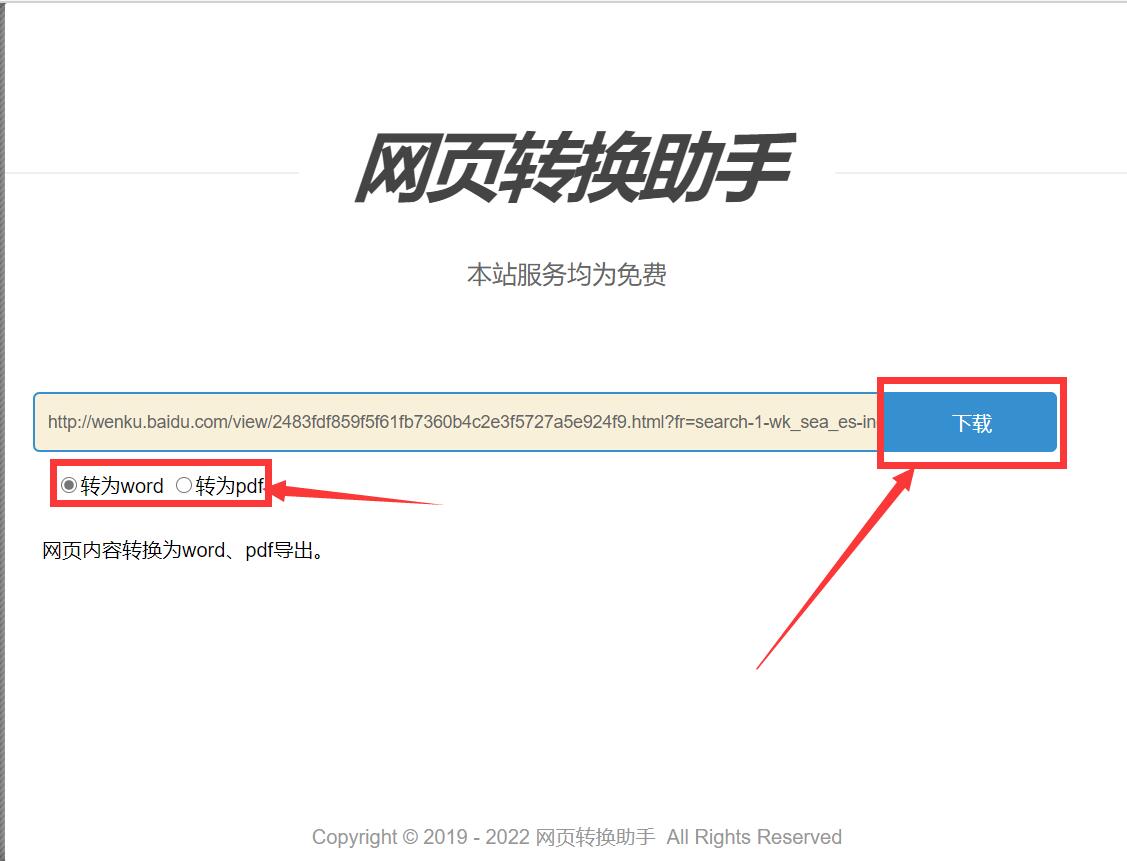 网页转换助手
本站服务均为免费
http://wenku.baidu.com/view/2483fdf859f5f61fb7360b4c2e3f5727a5e924f9.html?fr=search-1-wk_sea_es-in
下载
转为word 转为pdf
网页内容转换为word、pdf导出。
Copyright © 2019 - 2022 网页转换助手 All Rights Reserved